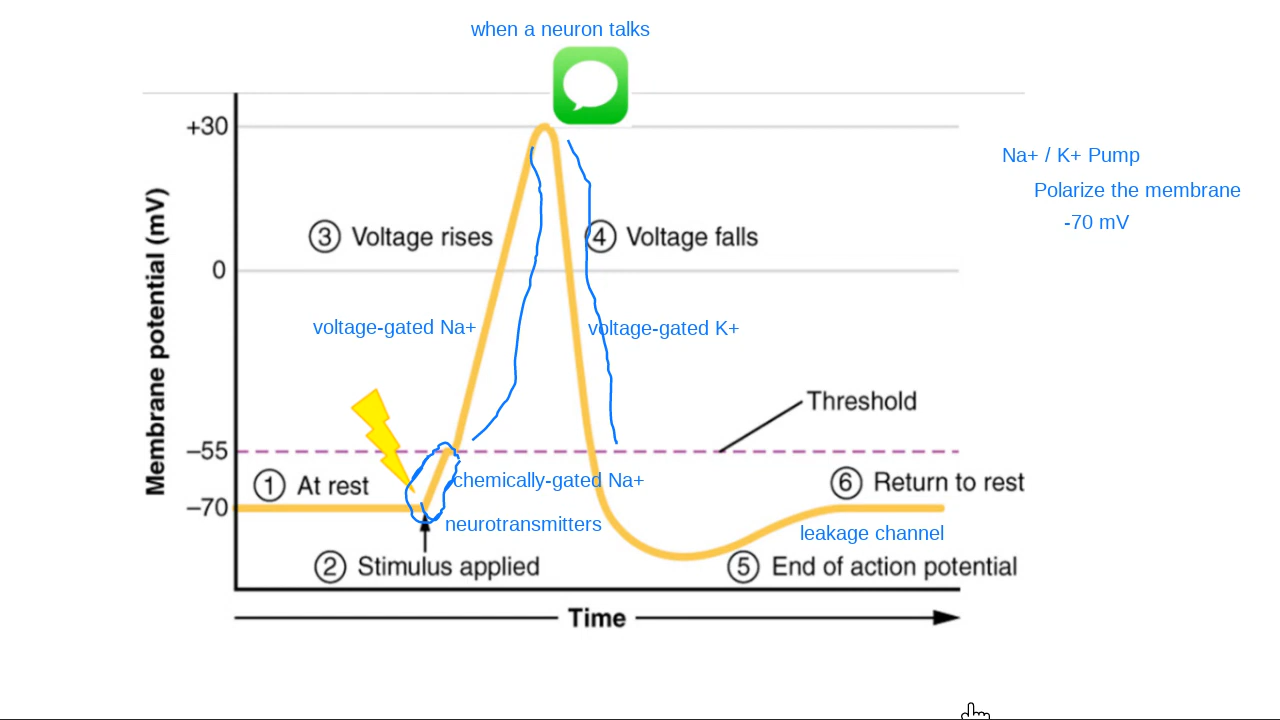 when a neuron talks
+30
Na+ / K+ Pump
Polarize the membrane
-70 mV
③ Voltage rises
④ Voltage falls
0
Membrane potential (mV)
voltage-gated Na+
voltage-gated K+
Threshold
–55
① At rest
chemically-gated Na+
⑥ Return to rest
–70
neurotransmitters
leakage channel
② Stimulus applied
⑤ End of action potential
Time